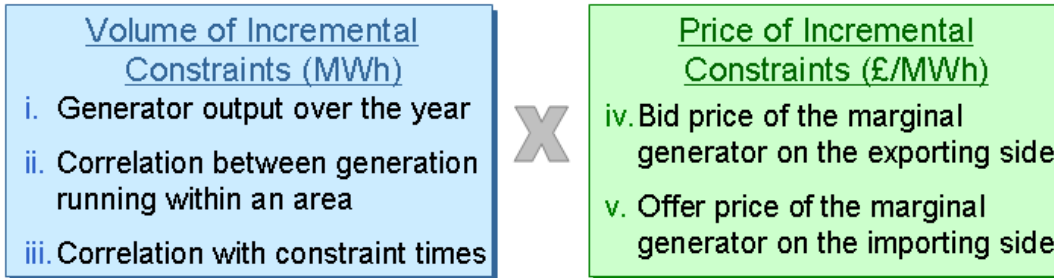 Volume of Incremental
Constraints (MWh)
i. Generator output over the year
ii. Correlation between generation
running within an area
iii. Correlation with constraint times
X
Price of Incremental
Constraints (£/MWh)
iv. Bid price of the marginal
generator on the exporting side
v. Offer price of the marginal
generator on the importing side